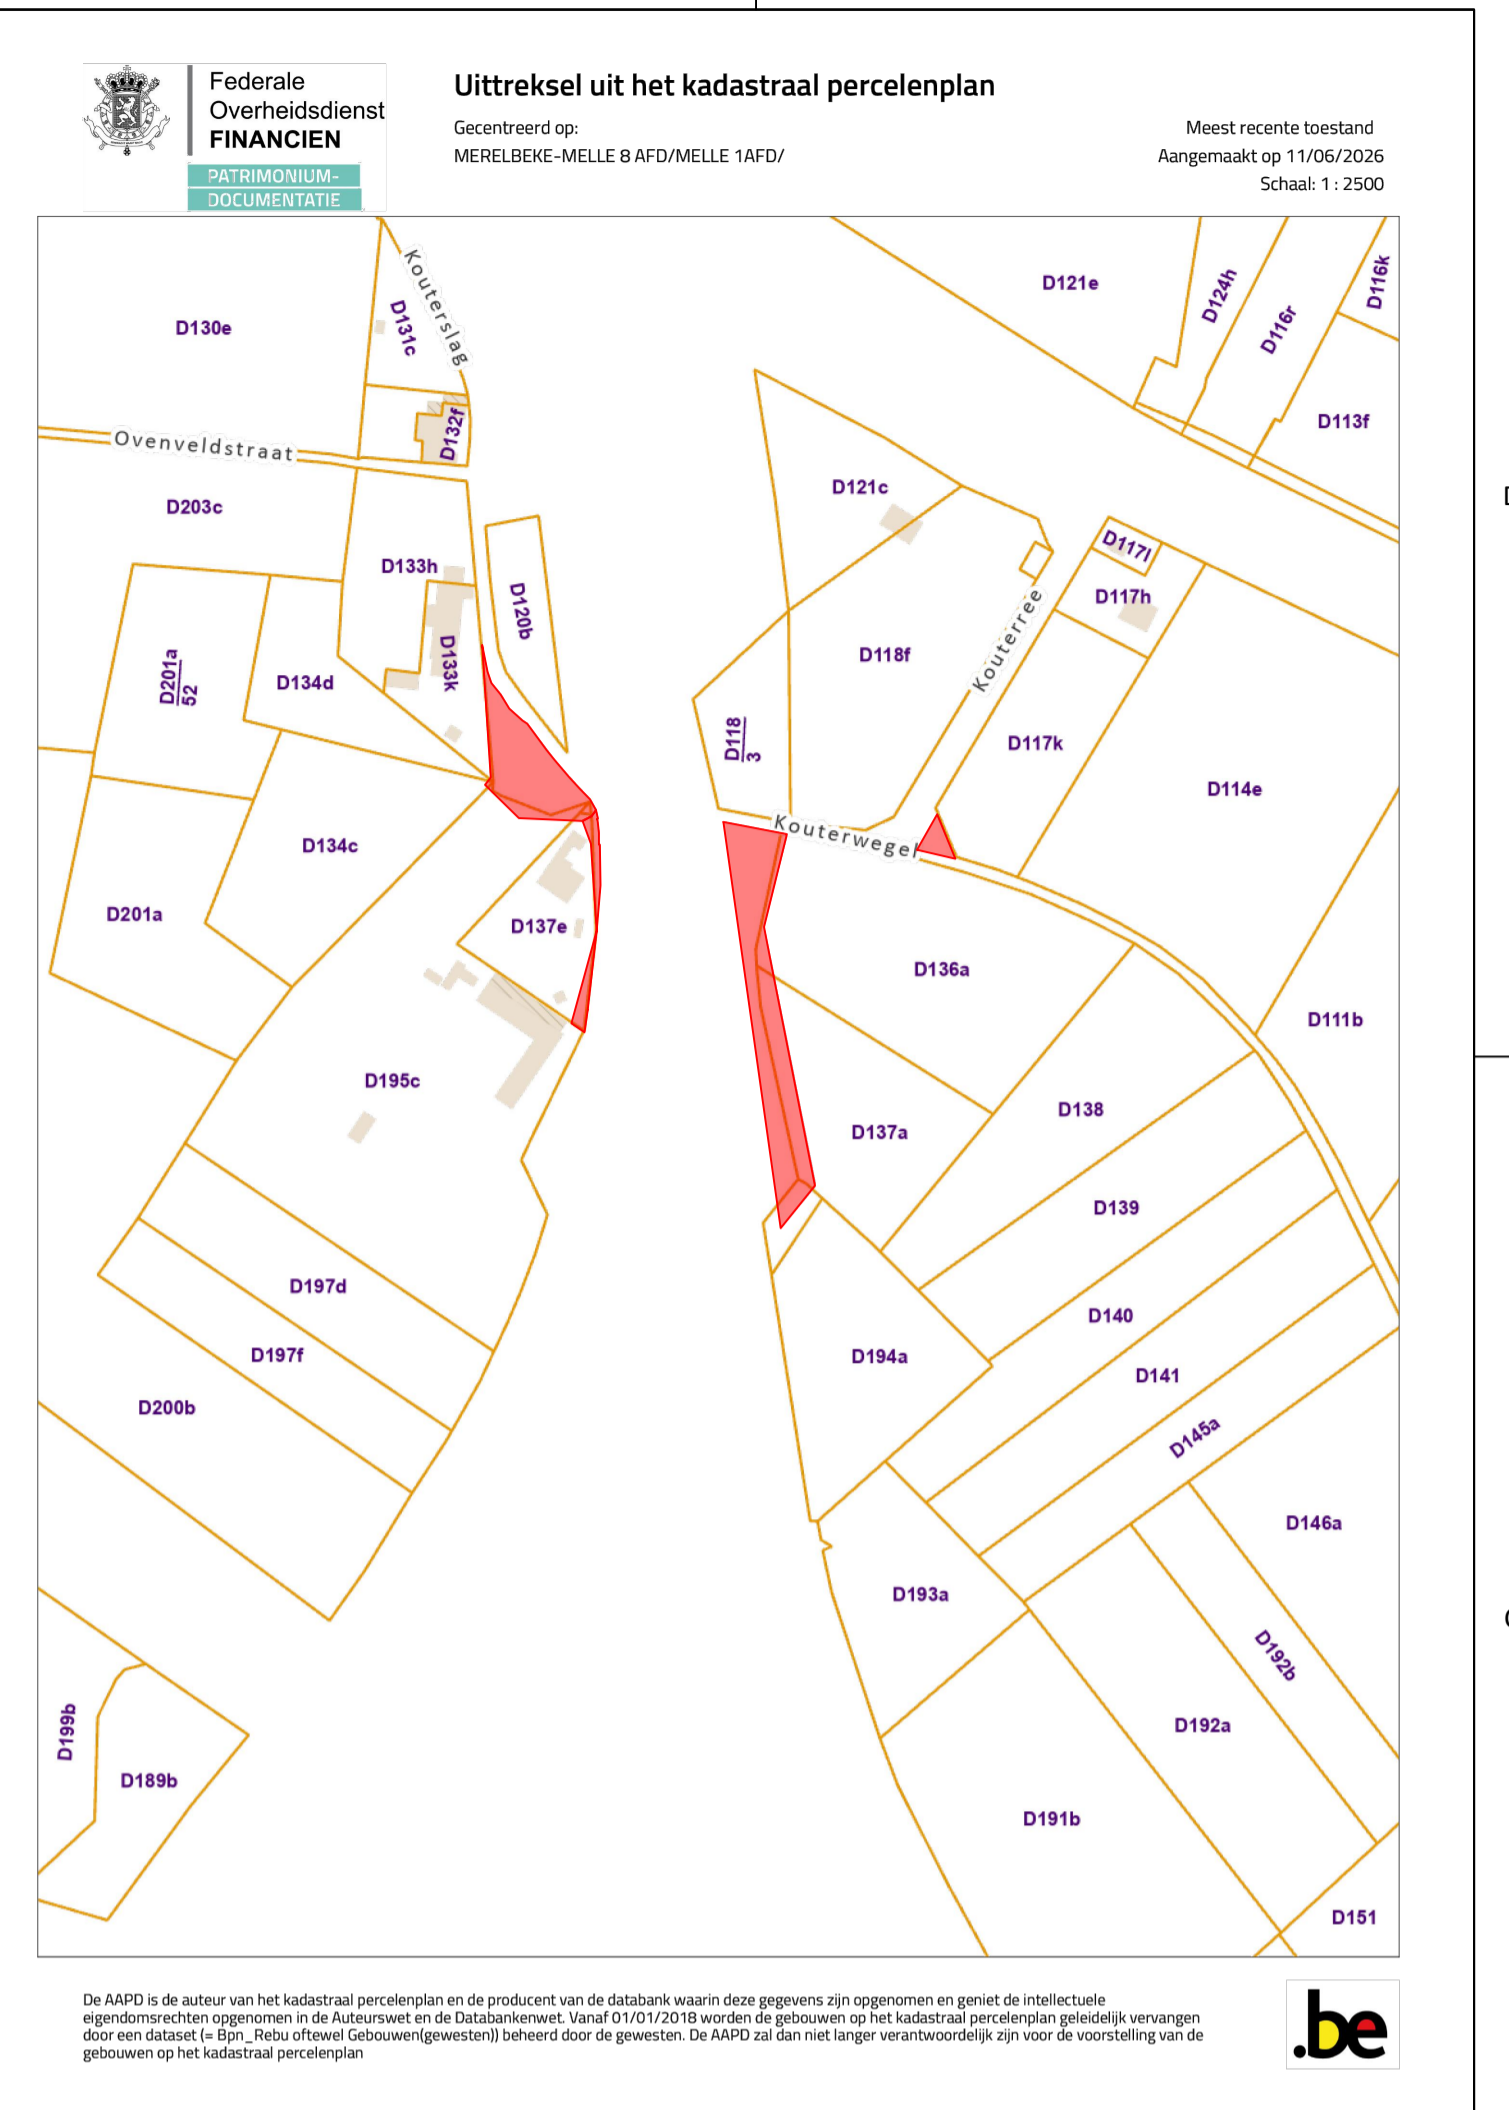 Federale
Overheidsdienst
FINANCIEN
PATRIMONIUM-
DOCUMENTATIE
Uittreksel uit het kadastraal percelenplan
Gecentreerd op:
MERELBEKE-MELLE 8 AFD/MELLE 1AFD/
Meest recente toestand
Aangemaakt op 11/06/2026
Schaal: 1 : 2500
Kouterslag
D116k
D121e
D124h
D130e
D131c
D116r
D113f
D132f
Ovenveldstraat
D121c
D203c
D117l
D133h
D117h
D120b
Kouterree
D118f
D133k
D201a
52
D134d
D118
3
D117k
D114e
Kouterwegel
D134c
D201a
D137e
D136a
D111b
D195c
D138
D137a
D139
D197d
D140
D197f
D194a
D141
D200b
D145a
D146a
D193a
D192b
D199b
D192a
D189b
D191b
D151
De AAPD is de auteur van het kadastraal percelenplan en de producent van de databank waarin deze gegevens zijn opgenomen en geniet de intellectuele
eigendomsrechten opgenomen in de Auteurswet en de Databankenwet. Vanaf 01/01/2018 worden de gebouwen op het kadastraal percelenplan geleidelijk vervangen
door een dataset (= Bpn_Rebu oftewel Gebouwen(gewesten)) beheerd door de gewesten. De AAPD zal dan niet langer verantwoordelijk zijn voor de voorstelling van de
gebouwen op het kadastraal percelenplan
.be